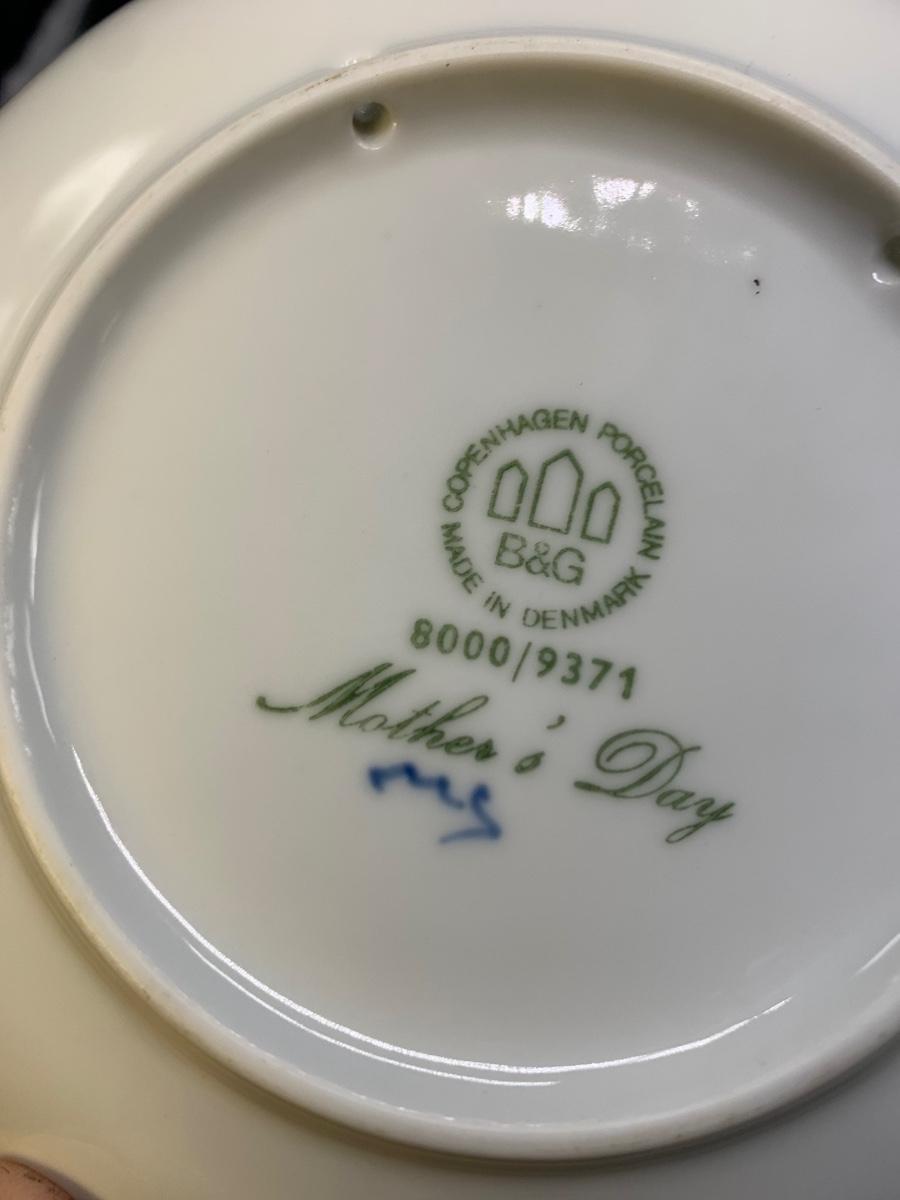 COPENHAGEN PORCELAIN
B&G
MADE IN DENMARK
8000/9371
Mother's Day